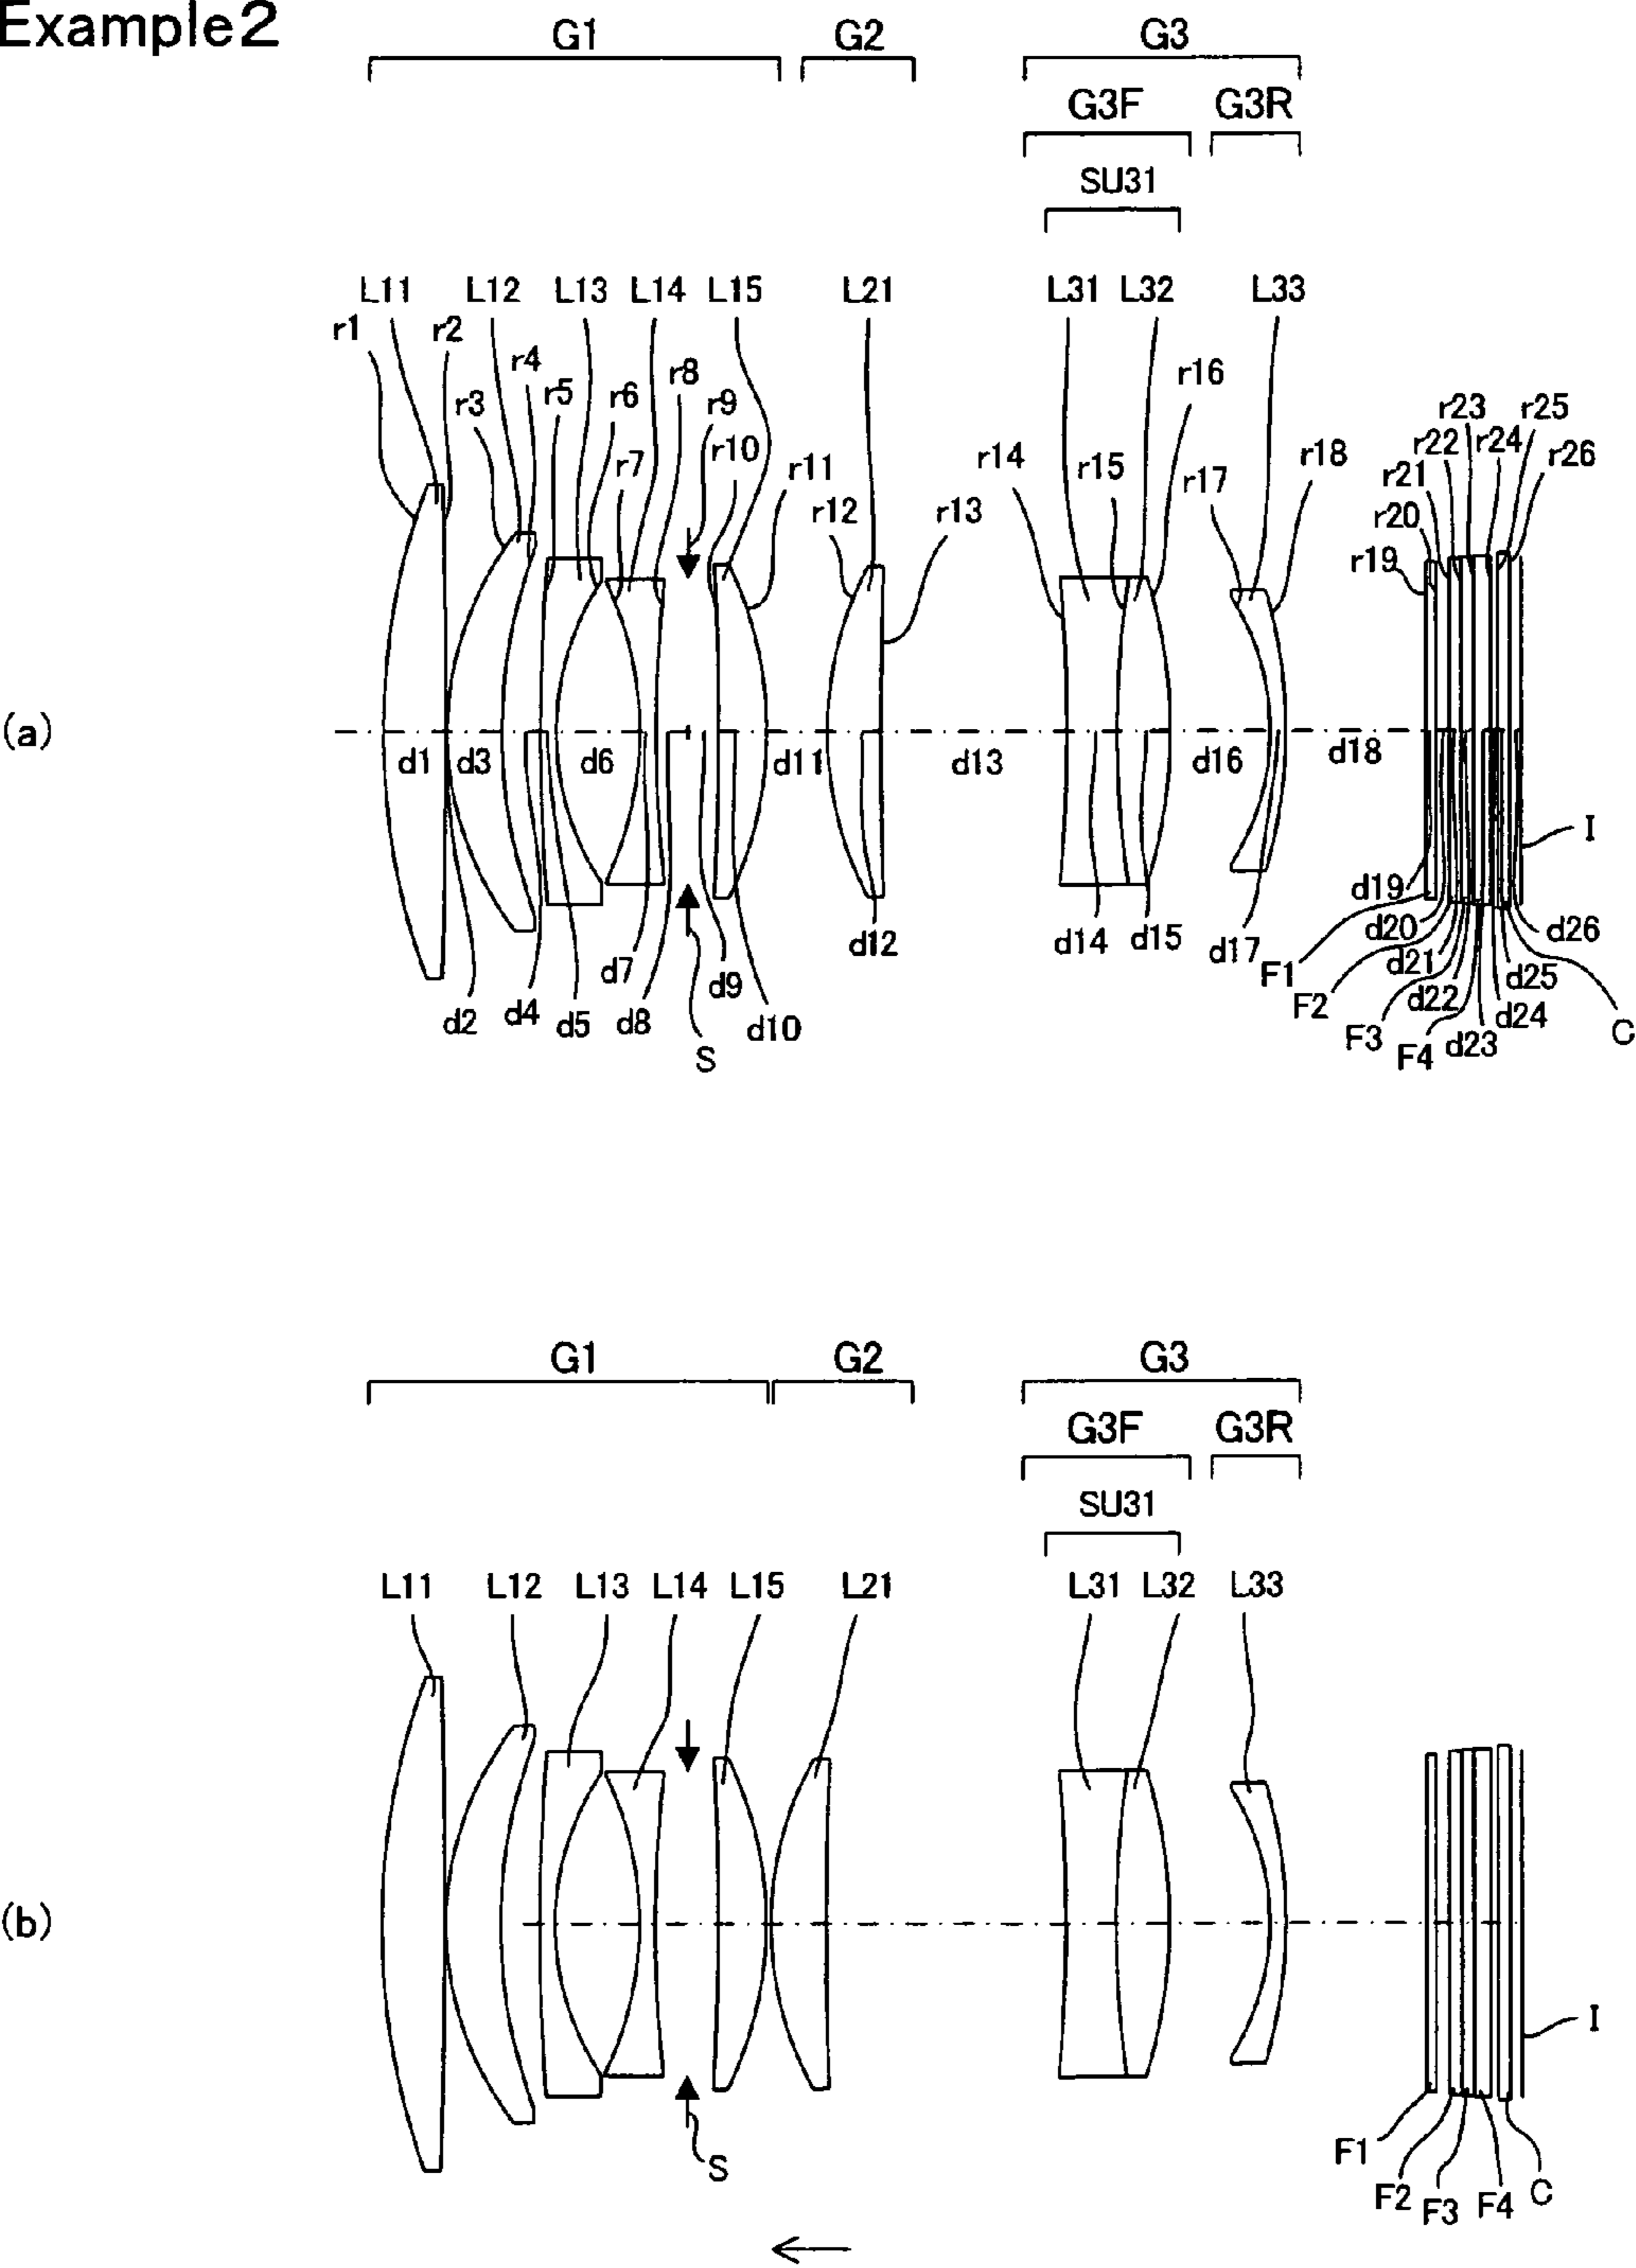 Example2
G1 G2 G3
G3F G3R
SU31
L11 L12 L13 L14 L15 L21 L31 L32 L33
r1 r2
r4 r8 r16
r3 r5 r6 r9 r23 r25
r10 r22 r24
r7 r11 r14 r15 r17 r18 r21 r26
r12 r13 r20
r19
(a)
d1 d3 d6 d11 d13 d16 d18
I
d19
d12 d14 d15 d17 d20 d26
d7 d9 F1 d21 d25
d2 d4 d5 d8 d10 F2 d22 d24
S F3 F4 d23 C
G1 G2 G3
G3F G3R
SU31
L11 L12 L13 L14 L15 L21 L31 L32 L33
(b)
I
S F1
F2 F3 F4 C